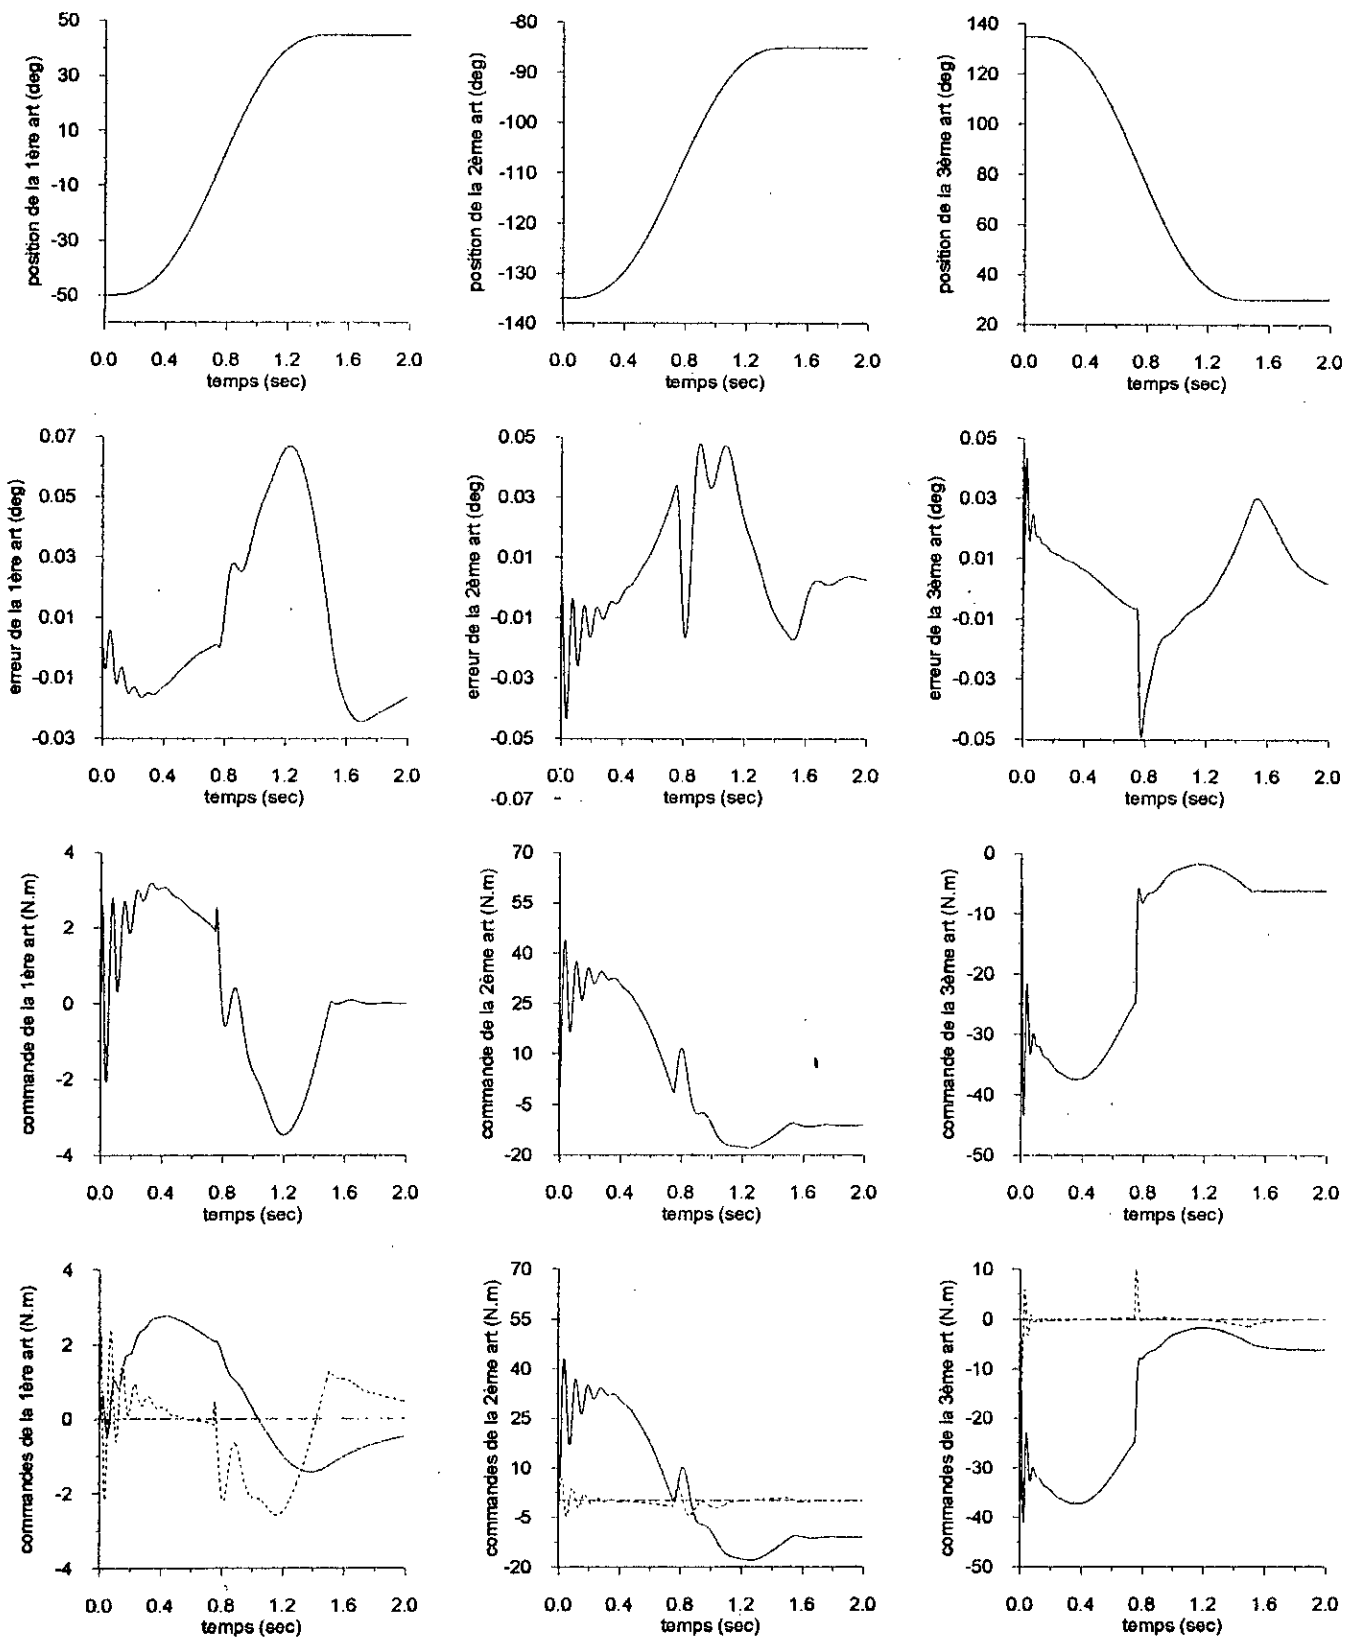 position de la 1ère art (deg)
50
30
10
-10
-30
-50
0.0 0.4 0.8 1.2 1.6 2.0
temps (sec)
position de la 2ème art (deg)
-80
-90
-100
-110
-120
-130
-140
0.0 0.4 0.8 1.2 1.6 2.0
temps (sec)
position de la 3ème art (deg)
140
120
100
80
60
40
20
0.0 0.4 0.8 1.2 1.6 2.0
temps (sec)
erreur de la 1ère art (deg)
0.07
0.05
0.03
0.01
-0.01
-0.03
0.0 0.4 0.8 1.2 1.6 2.0
temps (sec)
erreur de la 2ème art (deg)
0.05
0.03
0.01
-0.01
-0.03
-0.05
0.0 0.4 0.8 1.2 1.6 2.0
temps (sec)
-0.07
erreur de la 3ème art (deg)
0.05
0.03
0.01
-0.01
-0.03
-0.05
0.0 0.4 0.8 1.2 1.6 2.0
temps (sec)
commande de la 1ère art (N.m)
4
2
0
-2
-4
0.0 0.4 0.8 1.2 1.6 2.0
temps (sec)
commande de la 2ème art (N.m)
70
55
40
25
10
-5
-20
0.0 0.4 0.8 1.2 1.6 2.0
temps (sec)
commande de la 3ème art (N.m)
0
-10
-20
-30
-40
-50
0.0 0.4 0.8 1.2 1.6 2.0
temps (sec)
commandes de la 1ère art (N.m)
4
2
0
-2
-4
0.0 0.4 0.8 1.2 1.6 2.0
temps (sec)
commandes de la 2ème art (N.m)
70
55
40
25
10
-5
-20
0.0 0.4 0.8 1.2 1.6 2.0
temps (sec)
commandes de la 3ème art (N.m)
10
0
-10
-20
-30
-40
-50
0.0 0.4 0.8 1.2 1.6 2.0
temps (sec)